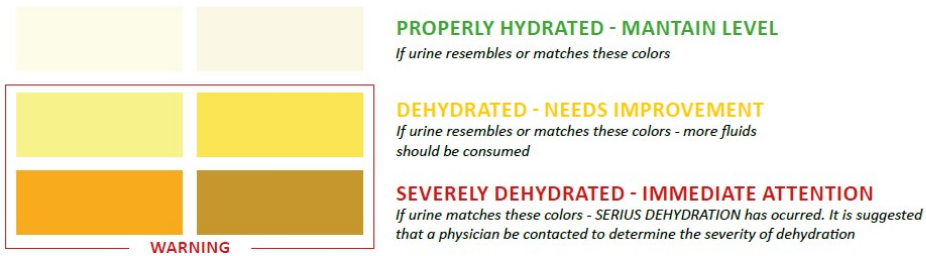 PROPERLY HYDRATED - MANTAIN LEVEL
If urine resembles or matches these colors
DEHYDRATED - NEEDS IMPROVEMENT
If urine resembles or matches these colors - more fluids
should be consumed
SEVERELY DEHYDRATED - IMMEDIATE ATTENTION
If urine matches these colors - SERIUS DEHYDRATION has ocurred. It is suggested
that a physician be contacted to determine the severity of dehydration
WARNING